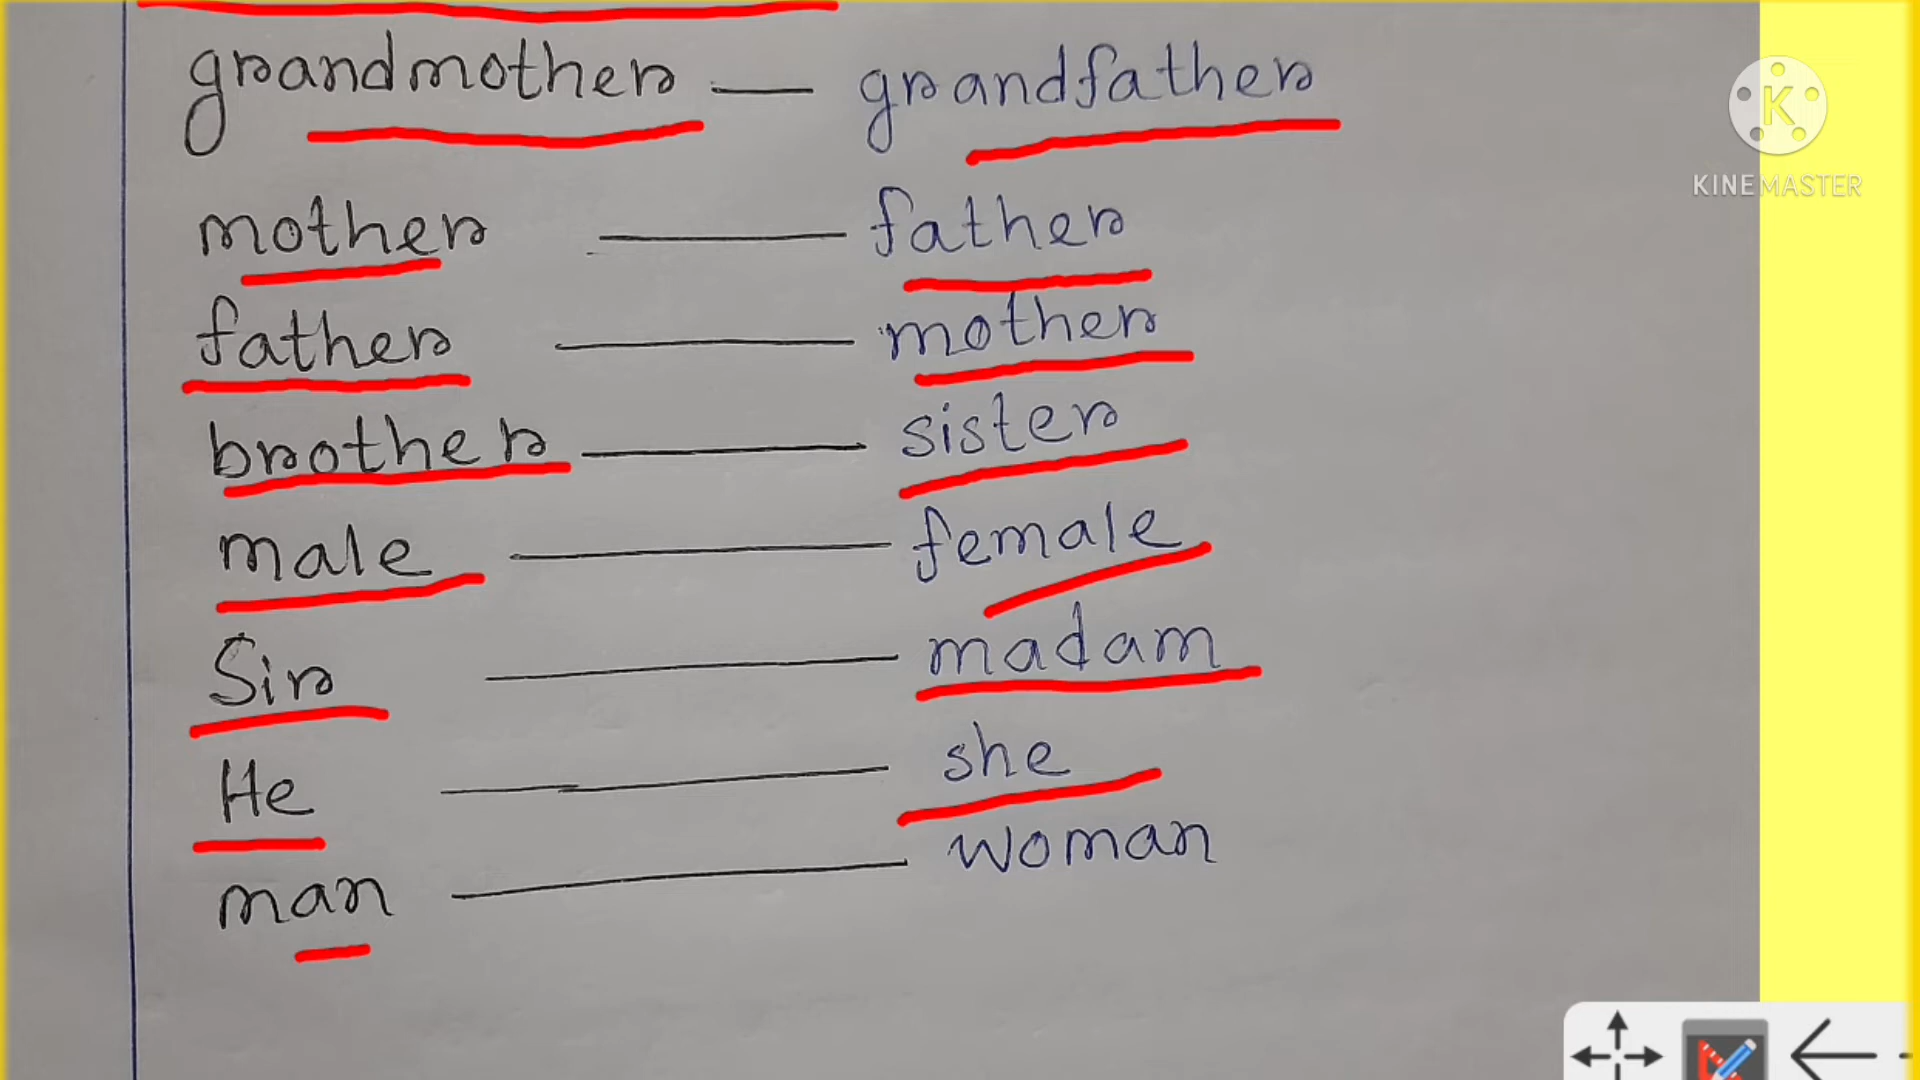 grandmother — grandfather
mother — father
father — mother
brother — sister
male — female
Sir — madam
He — she
man — woman
K
KINEMASTER